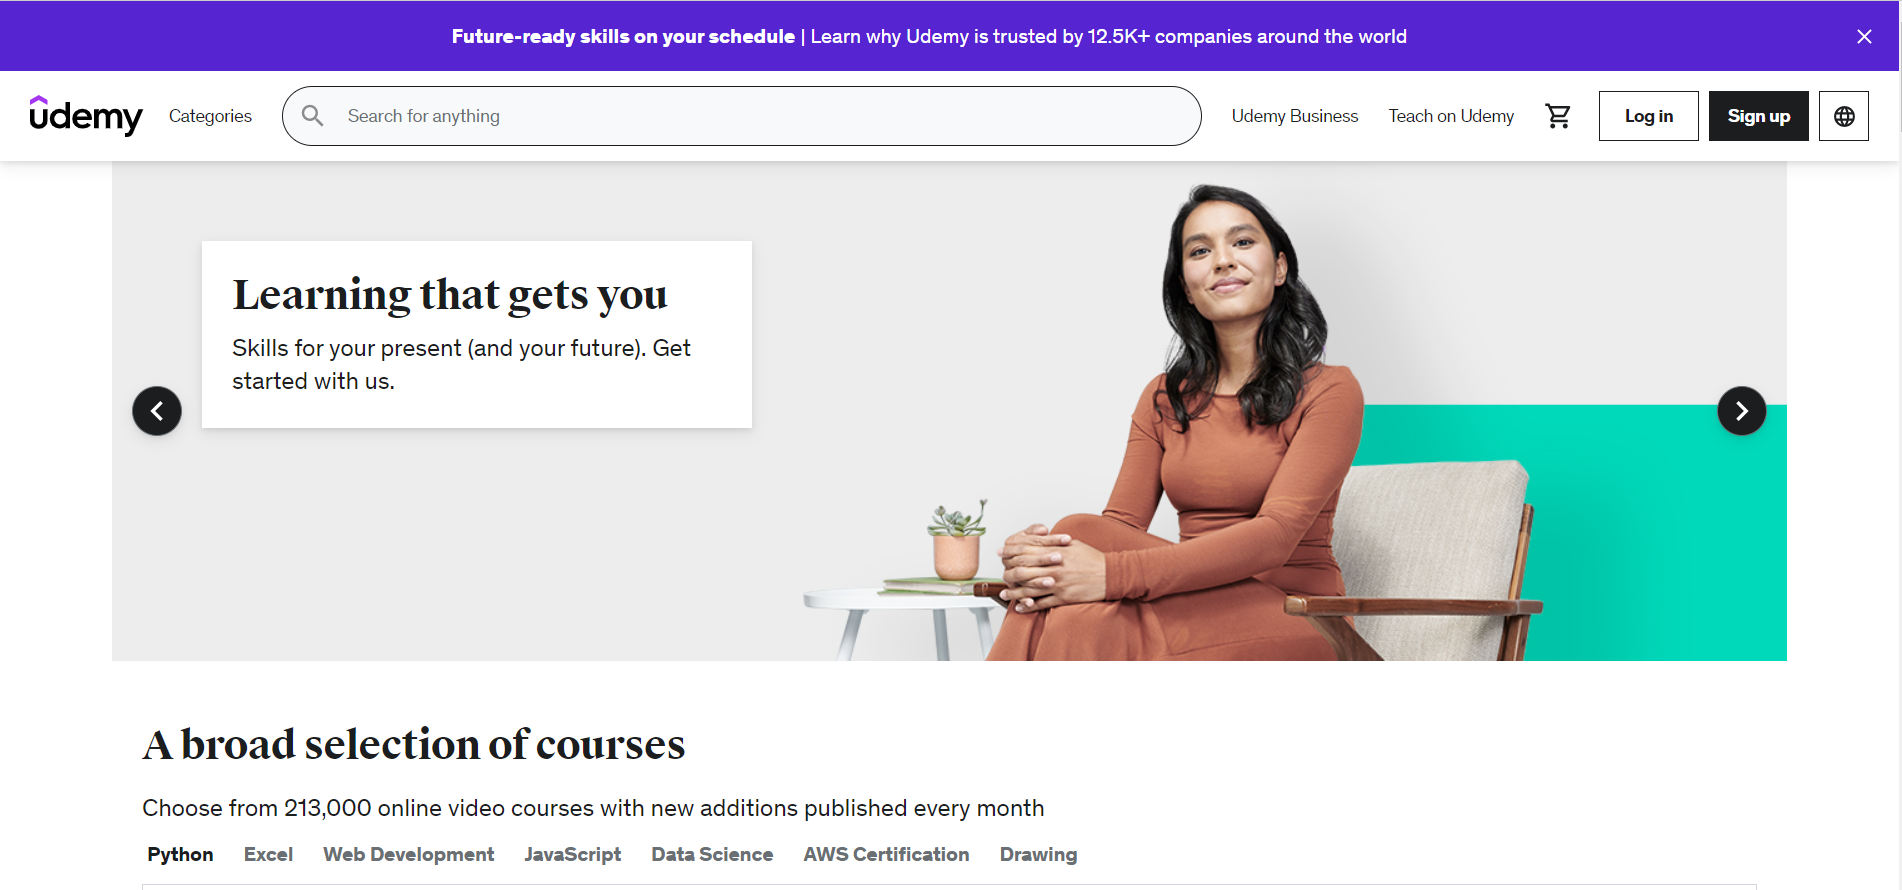 Future-ready skills on your schedule | Learn why Udemy is trusted by 12.5K+ companies around the world
udemy Categories Search for anything Udemy Business Teach on Udemy Log in Sign up
Learning that gets you
Skills for your present (and your future). Get
started with us.
A broad selection of courses
Choose from 213,000 online video courses with new additions published every month
Python Excel Web Development JavaScript Data Science AWS Certification Drawing